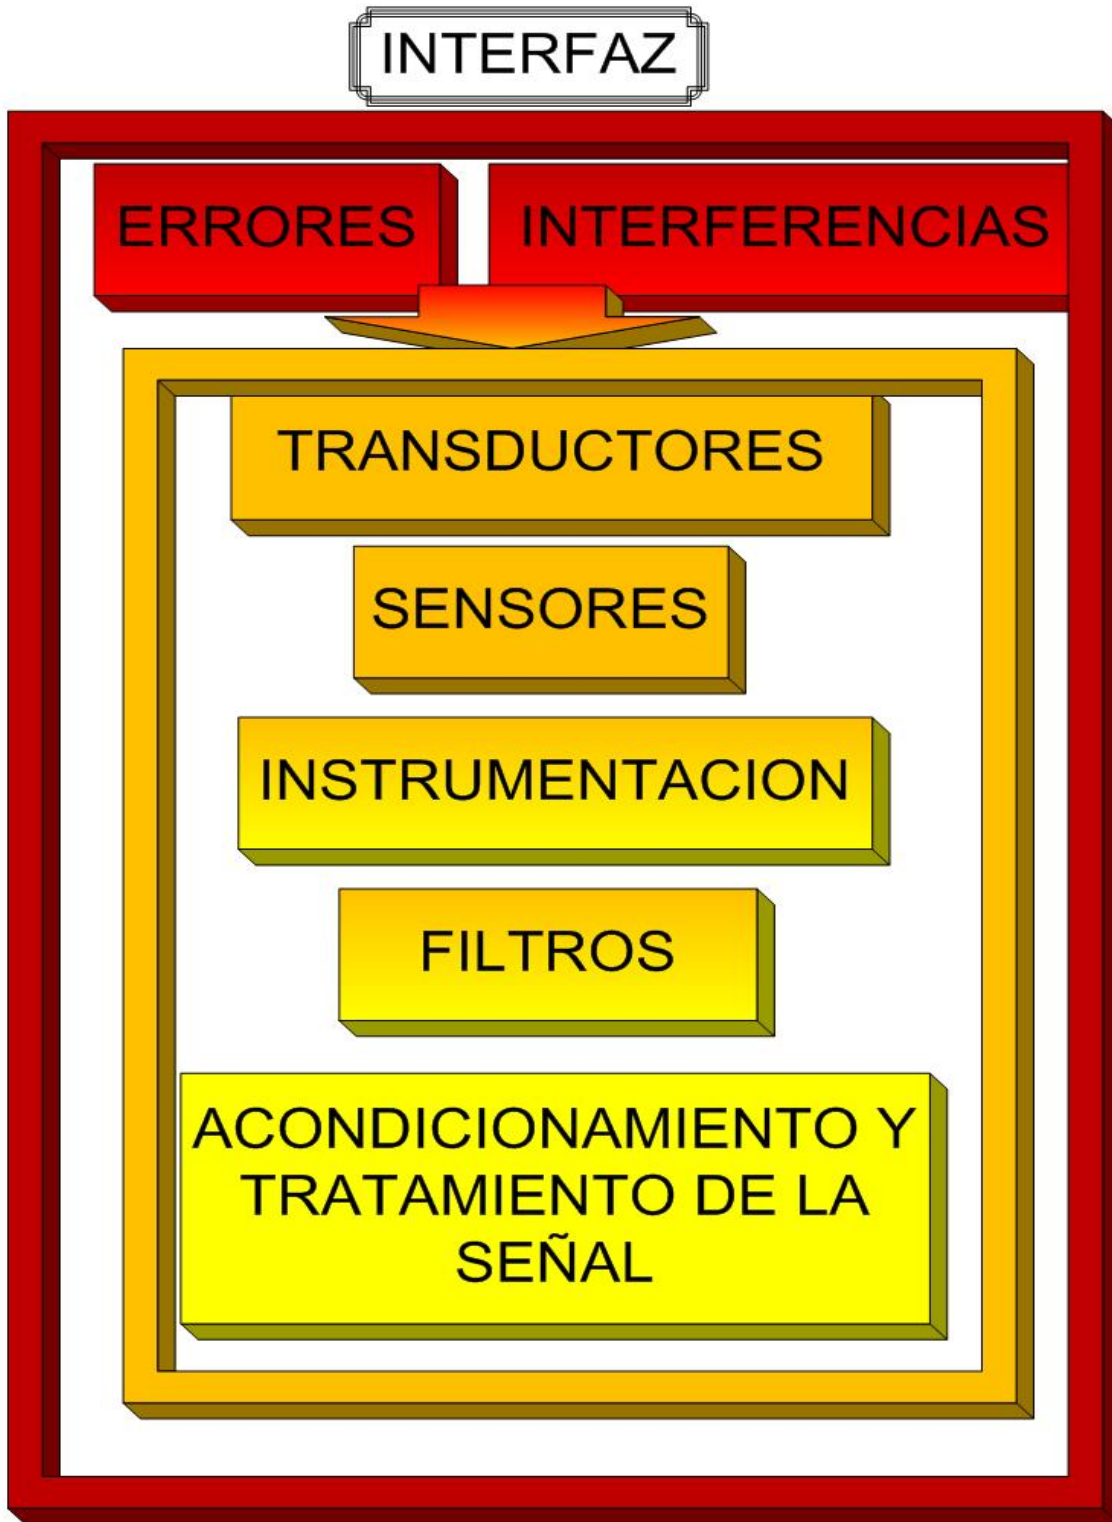 INTERFAZ
ERRORES
INTERFERENCIAS
TRANSDUCTORES
SENSORES
INSTRUMENTACION
FILTROS
ACONDICIONAMIENTO Y
TRATAMIENTO DE LA
SEÑAL